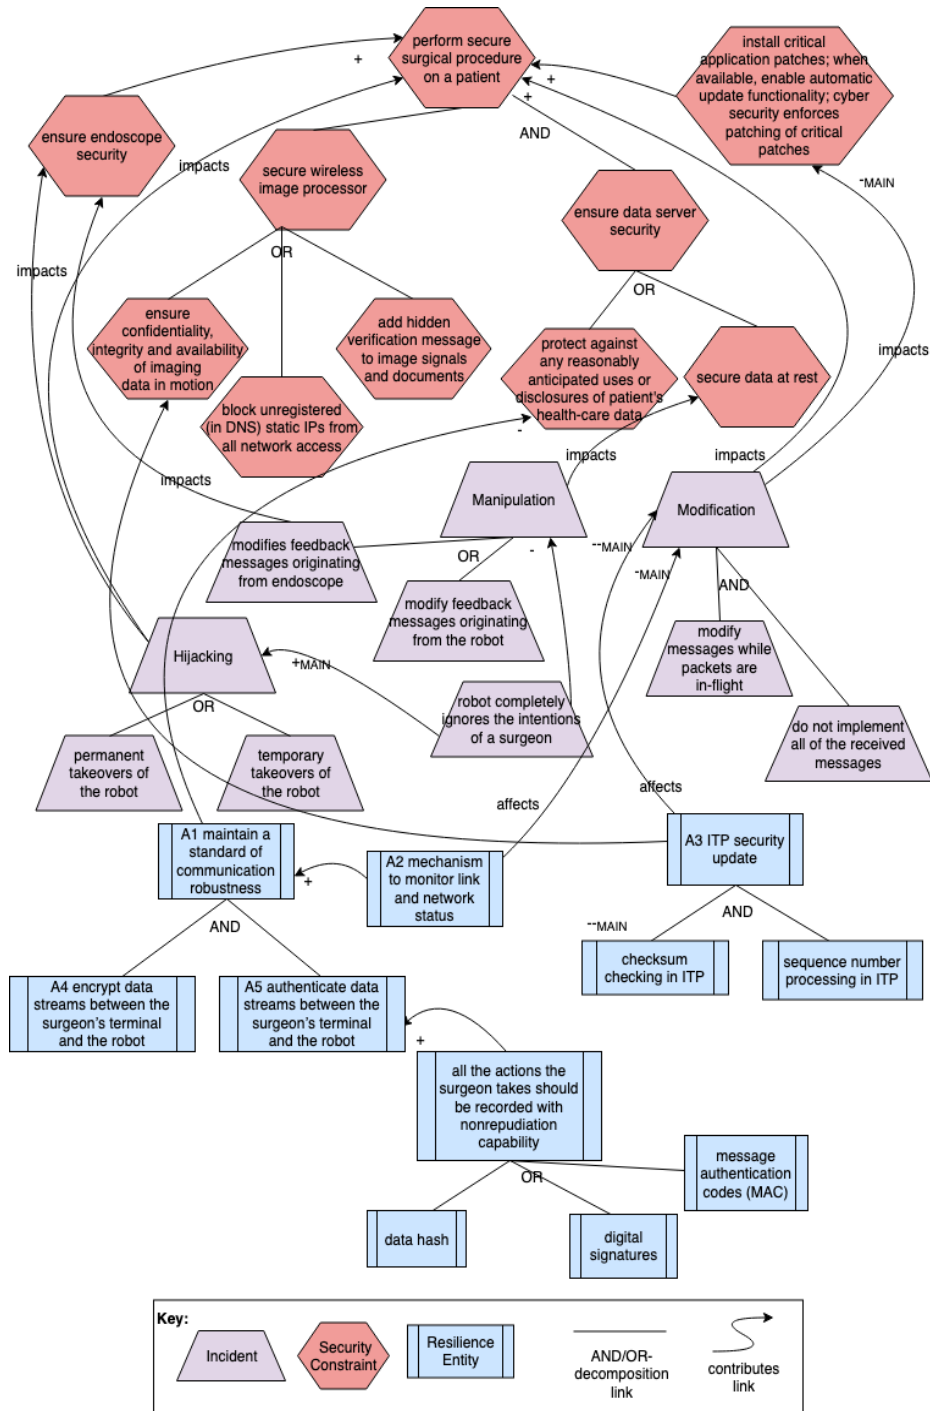 perform secure
surgical procedure
on a patient
+
+
+
install critical
application patches; when
available, enable automatic
update functionality; cyber
security enforces
patching of critical
patches
ensure endoscope
security
AND
impacts
secure wireless
image processor
-MAIN
ensure data server
security
OR
impacts
OR
ensure
confidentiality,
integrity and availability
of imaging
data in motion
add hidden
verification message
to image signals
and documents
protect against
any reasonably
anticipated uses or
disclosures of patient's
health-care data
impacts
secure data at rest
block unregistered
(in DNS) static IPs from
all network access
-
impacts
impacts
impacts
Manipulation
Modification
modifies feedback
messages originating
from endoscope
OR
-
--MAIN
-MAIN
AND
modify feedback
messages originating
from the robot
modify
messages while
packets are
in-flight
Hijacking
+MAIN
OR
robot completely
ignores the intentions
of a surgeon
do not implement
all of the received
messages
permanent
takeovers of
the robot
temporary
takeovers of
the robot
affects
affects
A1 maintain a
standard of
communication
robustness
A2 mechanism
to monitor link
and network
status
A3 ITP security
update
+
AND
AND
--MAIN
checksum
checking in ITP
sequence number
processing in ITP
A4 encrypt data
streams between the
surgeon's terminal
and the robot
A5 authenticate data
streams between the
surgeon's terminal
and the robot
+
all the actions the
surgeon takes should
be recorded with
nonrepudiation
capability
OR
message
authentication
codes (MAC)
data hash
digital
signatures
Key:
Incident
Security
Constraint
Resilience
Entity
AND/OR-
decomposition
link
contributes
link